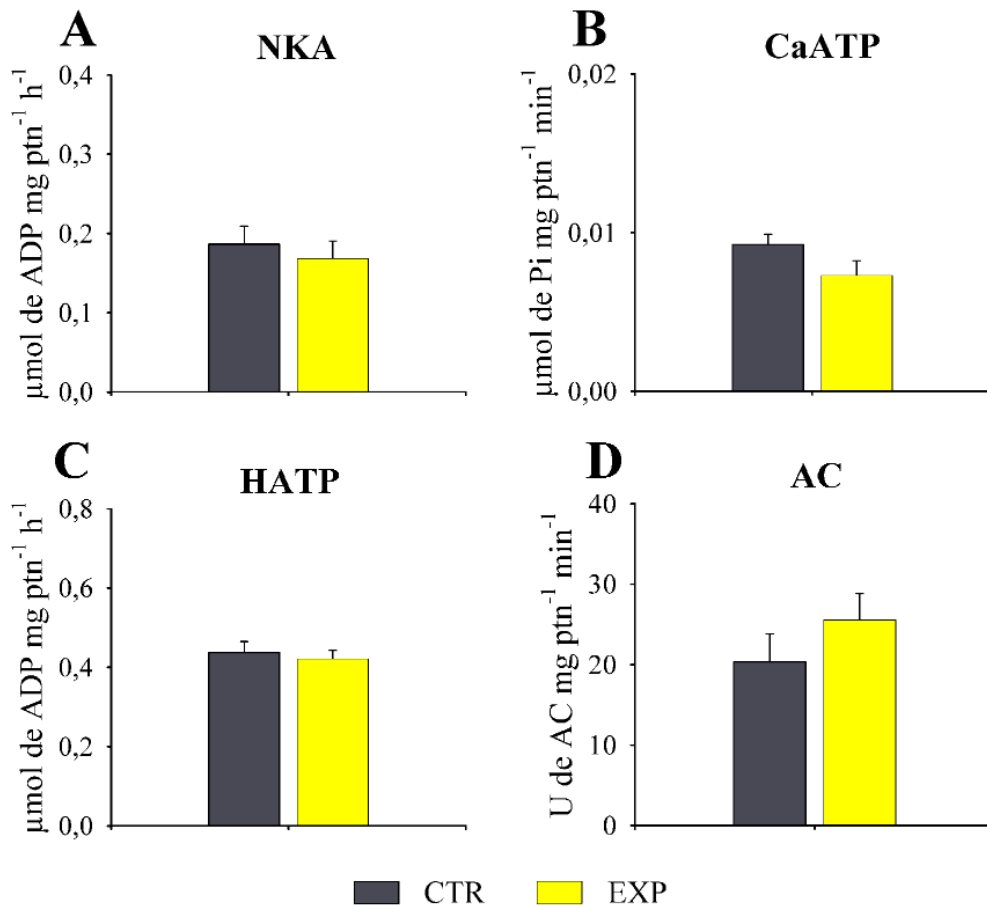 A
NKA
µmol de ADP mg ptn⁻¹ h⁻¹
0,4
0,3
0,2
0,1
0,0
B
CaATP
µmol de Pi mg ptn⁻¹ min⁻¹
0,02
0,01
0,00
C
HATP
µmol de ADP mg ptn⁻¹ h⁻¹
0,8
0,6
0,4
0,2
0,0
D
AC
U de AC mg ptn⁻¹ min⁻¹
40
30
20
10
0
CTR EXP